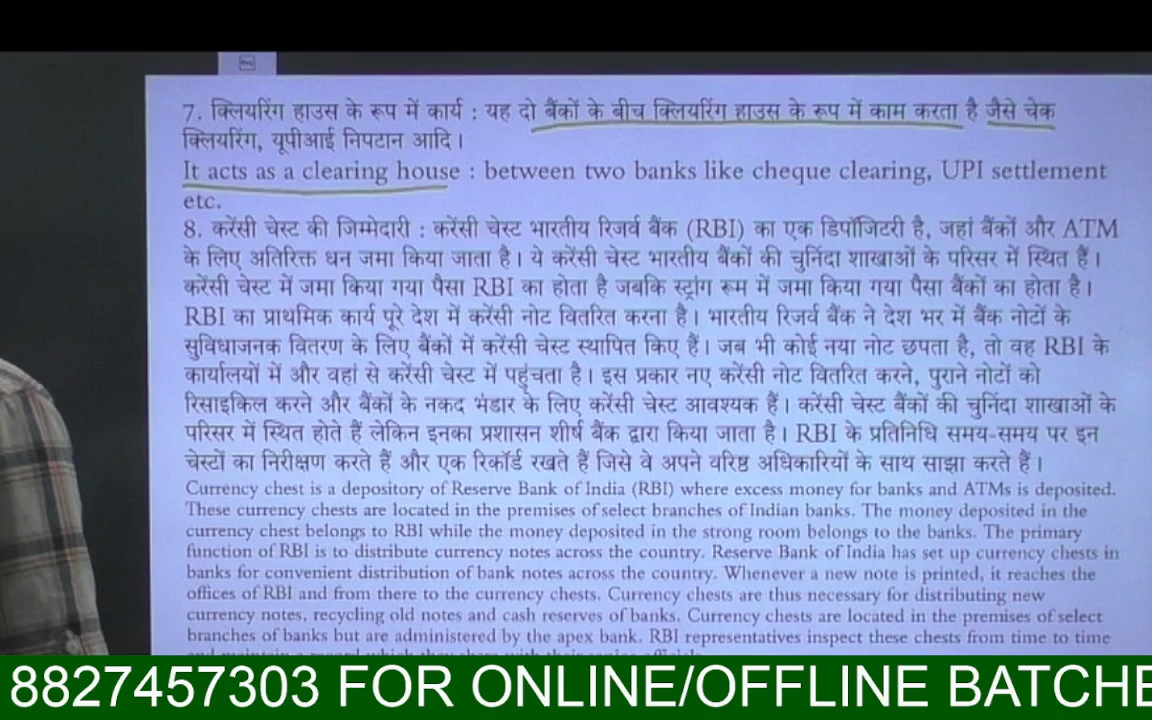 7. क्लियरिंग हाउस के रूप में कार्य : यह दो बैंकों के बीच क्लियरिंग हाउस के रूप में काम करता है जैसे चेक
क्लियरिंग, यूपीआई निपटान आदि।
It acts as a clearing house : between two banks like cheque clearing, UPI settlement
etc.
8. करेंसी चेस्ट की जिम्मेदारी : करेंसी चेस्ट भारतीय रिजर्व बैंक (RBI) का एक डिपॉजिटरी है, जहां बैंकों और ATM
के लिए अतिरिक्त धन जमा किया जाता है। ये करेंसी चेस्ट भारतीय बैंकों की चुनिंदा शाखाओं के परिसर में स्थित हैं।
करेंसी चेस्ट में जमा किया गया पैसा RBI का होता है जबकि स्ट्रांग रूम में जमा किया गया पैसा बैंकों का होता है।
RBI का प्राथमिक कार्य पूरे देश में करेंसी नोट वितरित करना है। भारतीय रिजर्व बैंक ने देश भर में बैंक नोटों के
सुविधाजनक वितरण के लिए बैंकों में करेंसी चेस्ट स्थापित किए हैं। जब भी कोई नया नोट छपता है, तो वह RBI के
कार्यालयों में और वहां से करेंसी चेस्ट में पहुंचता है। इस प्रकार नए करेंसी नोट वितरित करने, पुराने नोटों को
रिसाइकिल करने और बैंकों के नकद भंडार के लिए करेंसी चेस्ट आवश्यक हैं। करेंसी चेस्ट बैंकों की चुनिंदा शाखाओं के
परिसर में स्थित होते हैं लेकिन इनका प्रशासन शीर्ष बैंक द्वारा किया जाता है। RBI के प्रतिनिधि समय-समय पर इन
चेस्टों का निरीक्षण करते हैं और एक रिकॉर्ड रखते हैं जिसे वे अपने वरिष्ठ अधिकारियों के साथ साझा करते हैं।
Currency chest is a depository of Reserve Bank of India (RBI) where excess money for banks and ATMs is deposited.
These currency chests are located in the premises of select branches of Indian banks. The money deposited in the
currency chest belongs to RBI while the money deposited in the strong room belongs to the banks. The primary
function of RBI is to distribute currency notes across the country. Reserve Bank of India has set up currency chests in
banks for convenient distribution of bank notes across the country. Whenever a new note is printed, it reaches the
offices of RBI and from there to the currency chests. Currency chests are thus necessary for distributing new
currency notes, recycling old notes and cash reserves of banks. Currency chests are located in the premises of select
branches of banks but are administered by the apex bank. RBI representatives inspect these chests from time to time
8827457303 FOR ONLINE/OFFLINE BATCHE